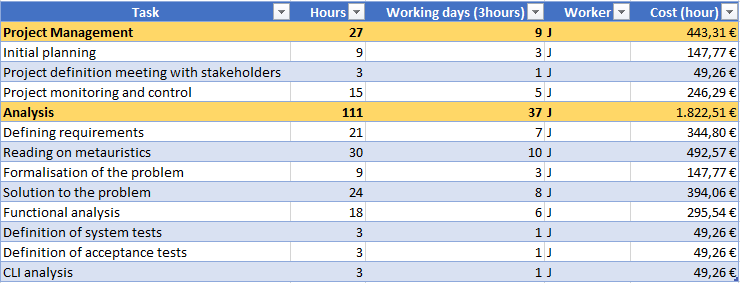 Task Hours Working days (3hours) Worker Cost (hour)
Project Management 27 9 J 443,31 €
Initial planning 9 3 J 147,77 €
Project definition meeting with stakeholders 3 1 J 49,26 €
Project monitoring and control 15 5 J 246,29 €
Analysis 111 37 J 1.822,51 €
Defining requirements 21 7 J 344,80 €
Reading on metauristics 30 10 J 492,57 €
Formalisation of the problem 9 3 J 147,77 €
Solution to the problem 24 8 J 394,06 €
Functional analysis 18 6 J 295,54 €
Definition of system tests 3 1 J 49,26 €
Definition of acceptance tests 3 1 J 49,26 €
CLI analysis 3 1 J 49,26 €